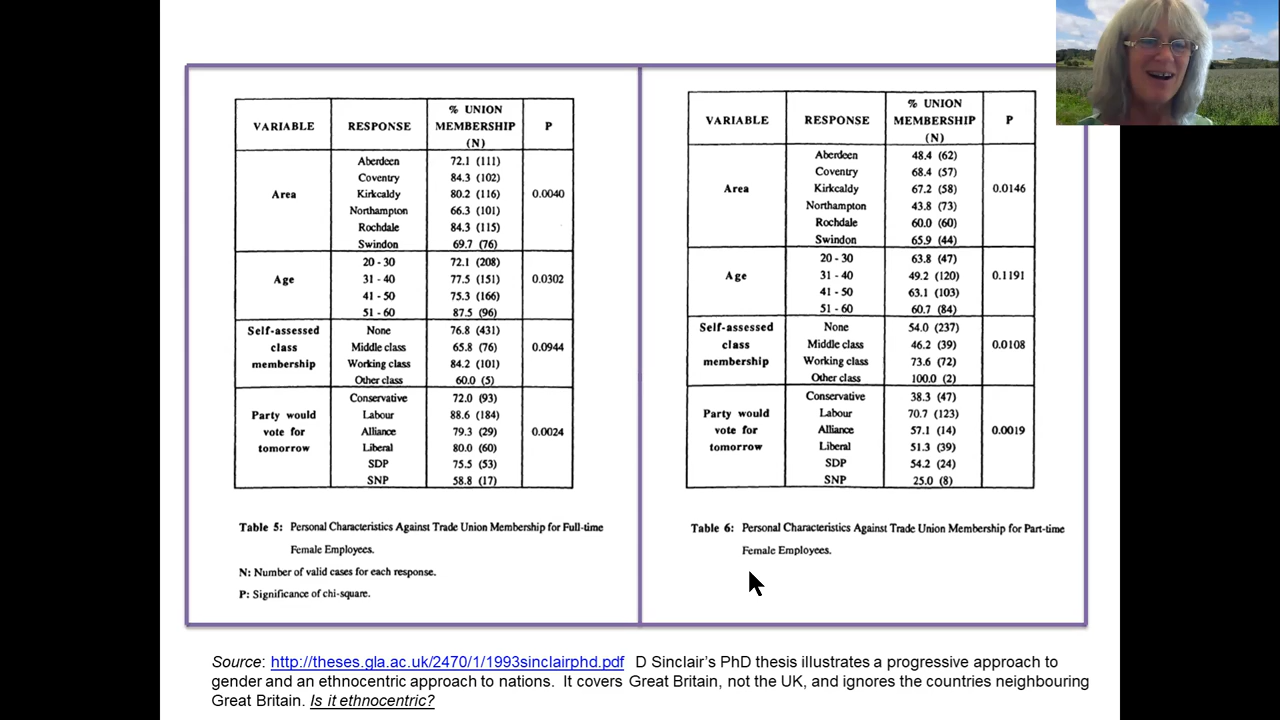 VARIABLE RESPONSE % UNION MEMBERSHIP (N) P
Area
Aberdeen 72.1 (111)
Coventry 84.3 (102)
Kirkcaldy 80.2 (116) 0.0040
Northampton 66.3 (101)
Rochdale 84.3 (115)
Swindon 69.7 (76)
Age
20 - 30 72.1 (208)
31 - 40 77.5 (151) 0.0302
41 - 50 75.3 (166)
51 - 60 87.5 (96)
Self-assessed class membership
None 76.8 (431)
Middle class 65.8 (76) 0.0944
Working class 84.2 (101)
Other class 60.0 (5)
Party would vote for tomorrow
Conservative 72.0 (93)
Labour 88.6 (184)
Alliance 79.3 (29) 0.0024
Liberal 80.0 (60)
SDP 75.5 (53)
SNP 58.8 (17)
Table 5: Personal Characteristics Against Trade Union Membership for Full-time
Female Employees.
N: Number of valid cases for each response.
P: Significance of chi-square.
VARIABLE RESPONSE % UNION MEMBERSHIP (N) P
Area
Aberdeen 48.4 (62)
Coventry 68.4 (57)
Kirkcaldy 67.2 (58) 0.0146
Northampton 43.8 (73)
Rochdale 60.0 (60)
Swindon 65.9 (44)
Age
20 - 30 63.8 (47)
31 - 40 49.2 (120) 0.1191
41 - 50 63.1 (103)
51 - 60 60.7 (84)
Self-assessed class membership
None 54.0 (237)
Middle class 46.2 (39) 0.0108
Working class 73.6 (72)
Other class 100.0 (2)
Party would vote for tomorrow
Conservative 38.3 (47)
Labour 70.7 (123)
Alliance 57.1 (14) 0.0019
Liberal 51.3 (39)
SDP 54.2 (24)
SNP 25.0 (8)
Table 6: Personal Characteristics Against Trade Union Membership for Part-time
Female Employees.
Source: http://theses.gla.ac.uk/2470/1/1993sinclairphd.pdf D Sinclair's PhD thesis illustrates a progressive approach to
gender and an ethnocentric approach to nations. It covers Great Britain, not the UK, and ignores the countries neighbouring
Great Britain. Is it ethnocentric?